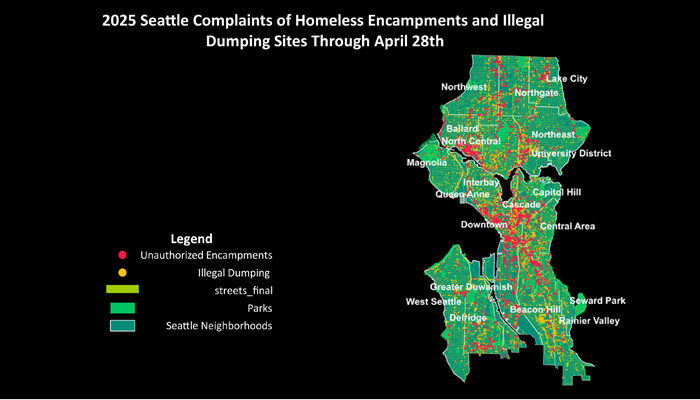 2025 Seattle Complaints of Homeless Encampments and Illegal
Dumping Sites Through April 28th
Lake City
Northwest
Northgate
Ballard
North Central
Northeast
University District
Magnolia
Interbay
Queen Anne
Capitol Hill
Cascade
Downtown
Central Area
Legend
Unauthorized Encampments
Illegal Dumping
streets_final
Parks
Seattle Neighborhoods
Greater Duwamish
West Seattle
Seward Park
Beacon Hill
Delridge
Rainier Valley